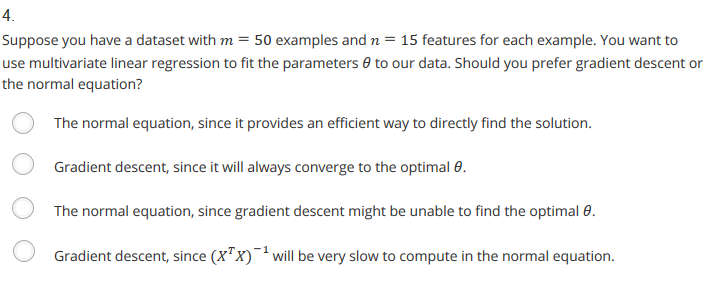 4.
Suppose you have a dataset with m = 50 examples and n = 15 features for each example. You want to
use multivariate linear regression to fit the parameters θ to our data. Should you prefer gradient descent or
the normal equation?
The normal equation, since it provides an efficient way to directly find the solution.
Gradient descent, since it will always converge to the optimal θ.
The normal equation, since gradient descent might be unable to find the optimal θ.
Gradient descent, since (XᵀX)⁻¹ will be very slow to compute in the normal equation.